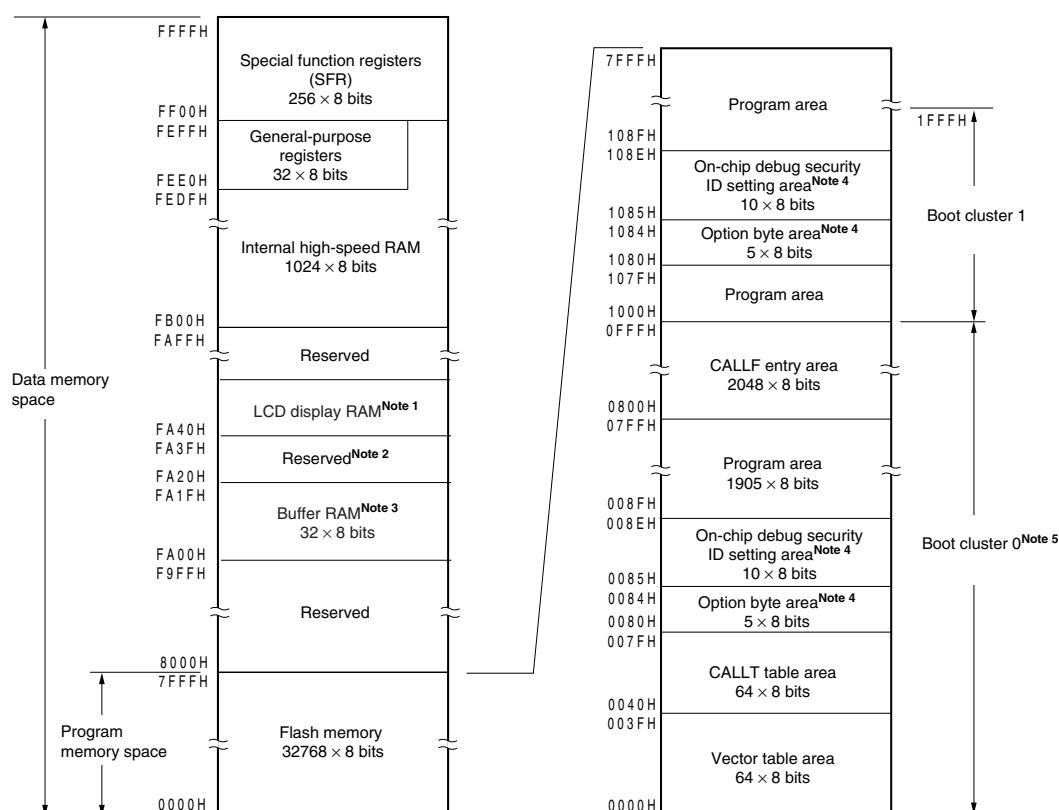 FFFFH
Special function registers
(SFR)
256 × 8 bits
FF00H
FEFFH
General-purpose
registers
32 × 8 bits
FEE0H
FEDFH
Internal high-speed RAM
1024 × 8 bits
FB00H
FAFFH
Reserved
Data memory
space
LCD display RAMNote 1
FA40H
FA3FH
ReservedNote 2
FA20H
FA1FH
Buffer RAMNote 3
32 × 8 bits
FA00H
F9FFH
Reserved
8000H
7FFFH
Program
memory space
Flash memory
32768 × 8 bits
0000H
7FFFH
Program area
1FFFH
108FH
108EH
On-chip debug security
ID setting areaNote 4
10 × 8 bits
1085H
1084H
Option byte areaNote 4
5 × 8 bits
Boot cluster 1
1080H
107FH
Program area
1000H
0FFFH
CALLF entry area
2048 × 8 bits
0800H
07FFH
Program area
1905 × 8 bits
008FH
008EH
On-chip debug security
ID setting areaNote 4
10 × 8 bits
Boot cluster 0Note 5
0085H
0084H
Option byte areaNote 4
5 × 8 bits
0080H
007FH
CALLT table area
64 × 8 bits
0040H
003FH
Vector table area
64 × 8 bits
0000H